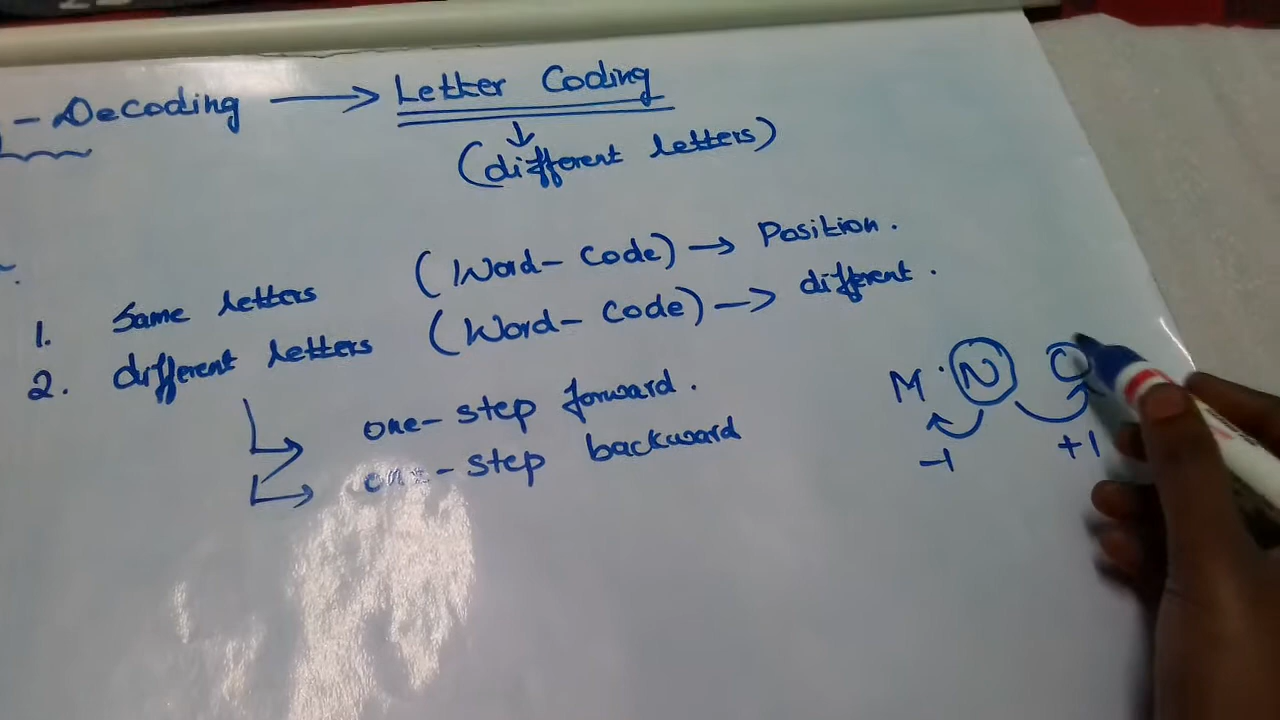 - Decoding → Letter Coding
↓
(different letters)
1. Same letters (Word - Code) → Position.
2. different letters (Word - Code) → different.
one - step forward.
one - step backward
M . N O
-1 +1